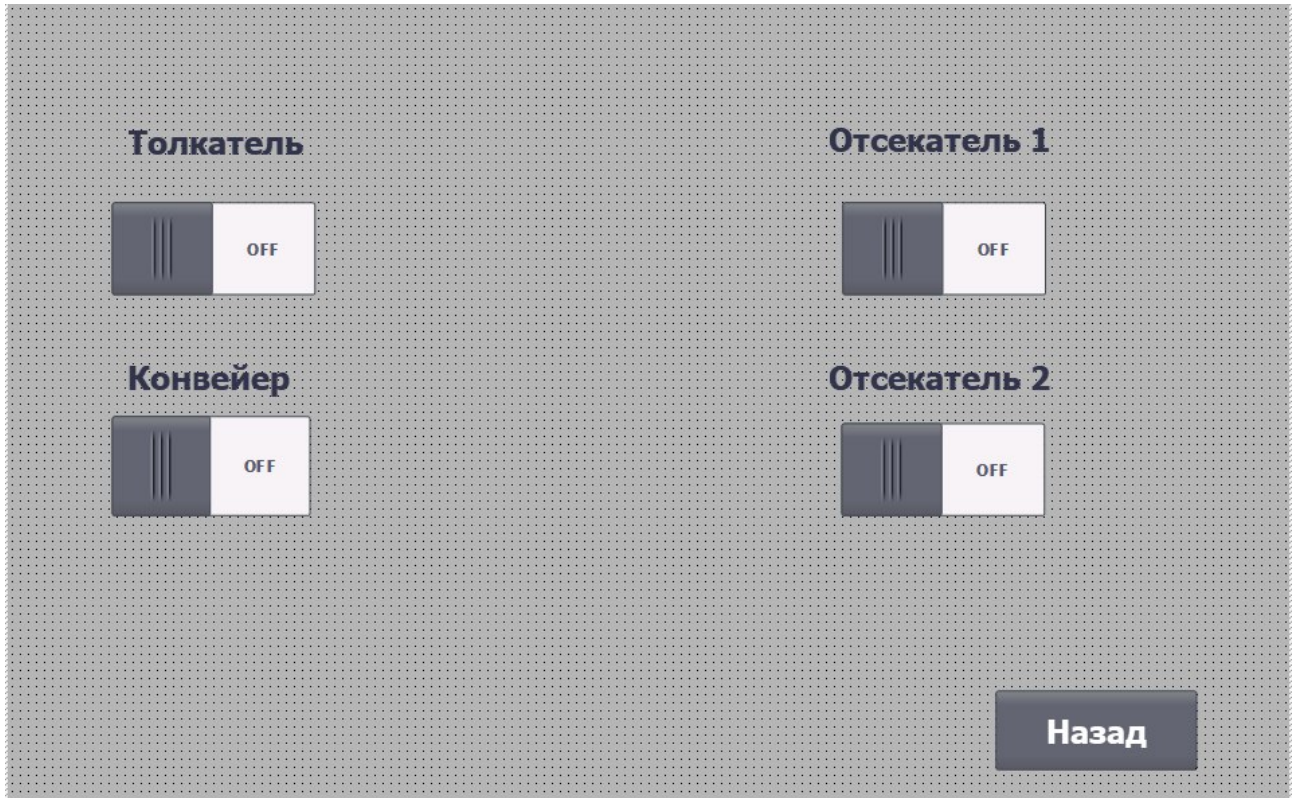 Толкатель
Отсекатель 1
OFF
OFF
Конвейер
Отсекатель 2
OFF
OFF
Назад